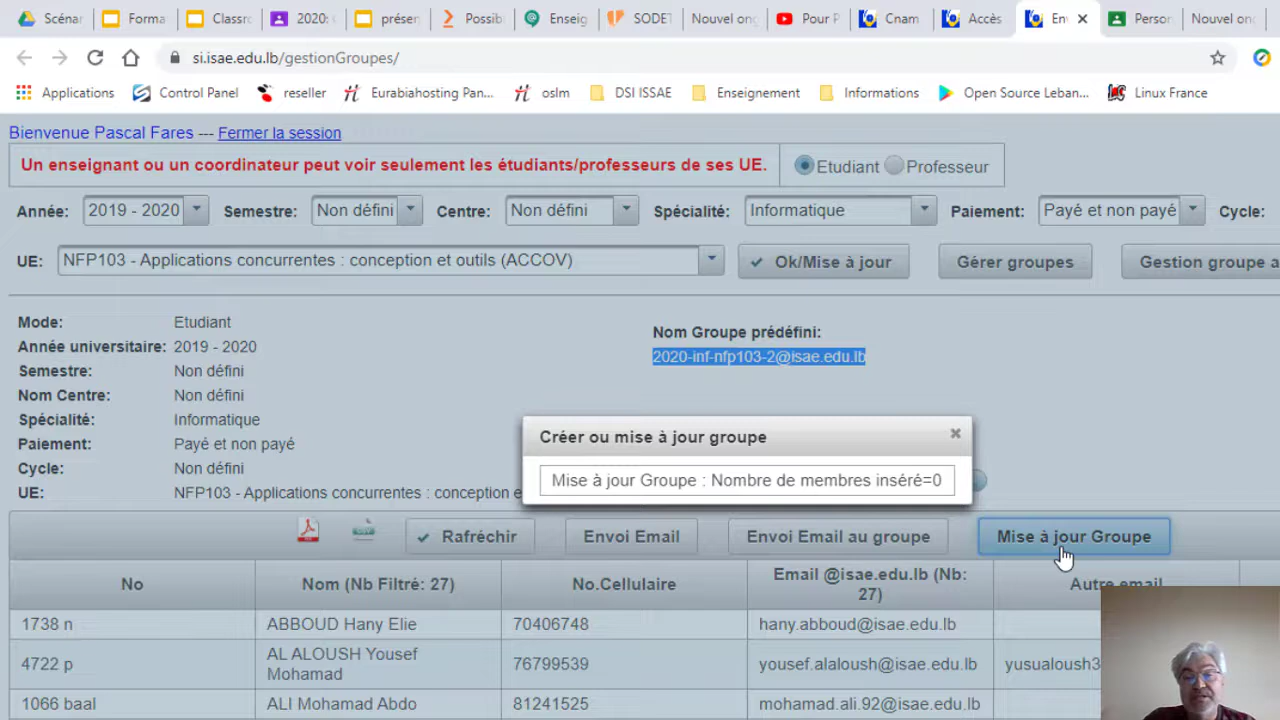 Scénar Forma Classro 2020: présen Possib Enseig SODET Nouvel ong Pour P Cnam Accès En Person Nouvel ong
si.isae.edu.lb/gestionGroupes/
Applications Control Panel reseller Eurabiahosting Pan... oslm DSI ISSAE Enseignement Informations Open Source Leban... Linux France
Bienvenue Pascal Fares --- Fermer la session
Un enseignant ou un coordinateur peut voir seulement les étudiants/professeurs de ses UE. Etudiant Professeur
Année: 2019 - 2020 Semestre: Non défini Centre: Non défini Spécialité: Informatique Paiement: Payé et non payé Cycle:
UE: NFP103 - Applications concurrentes : conception et outils (ACCOV) Ok/Mise à jour Gérer groupes Gestion groupe a
Mode: Etudiant
Année universitaire: 2019 - 2020
Semestre: Non défini
Nom Centre: Non défini
Spécialité: Informatique
Paiement: Payé et non payé
Cycle: Non défini
UE: NFP103 - Applications concurrentes : conception e
Nom Groupe prédéfini:
2020-inf-nfp103-2@isae.edu.lb
Créer ou mise à jour groupe
Mise à jour Groupe : Nombre de membres inséré=0
Rafréchir Envoi Email Envoi Email au groupe Mise à jour Groupe
No Nom (Nb Filtré: 27) No.Cellulaire Email @isae.edu.lb (Nb: 27) Autre email
1738 n ABBOUD Hany Elie 70406748 hany.abboud@isae.edu.lb
4722 p AL ALOUSH Yousef Mohamad 76799539 yousef.alaloush@isae.edu.lb yusualoush3
1066 baal ALI Mohamad Abdo 81241525 mohamad.ali.92@isae.edu.lb